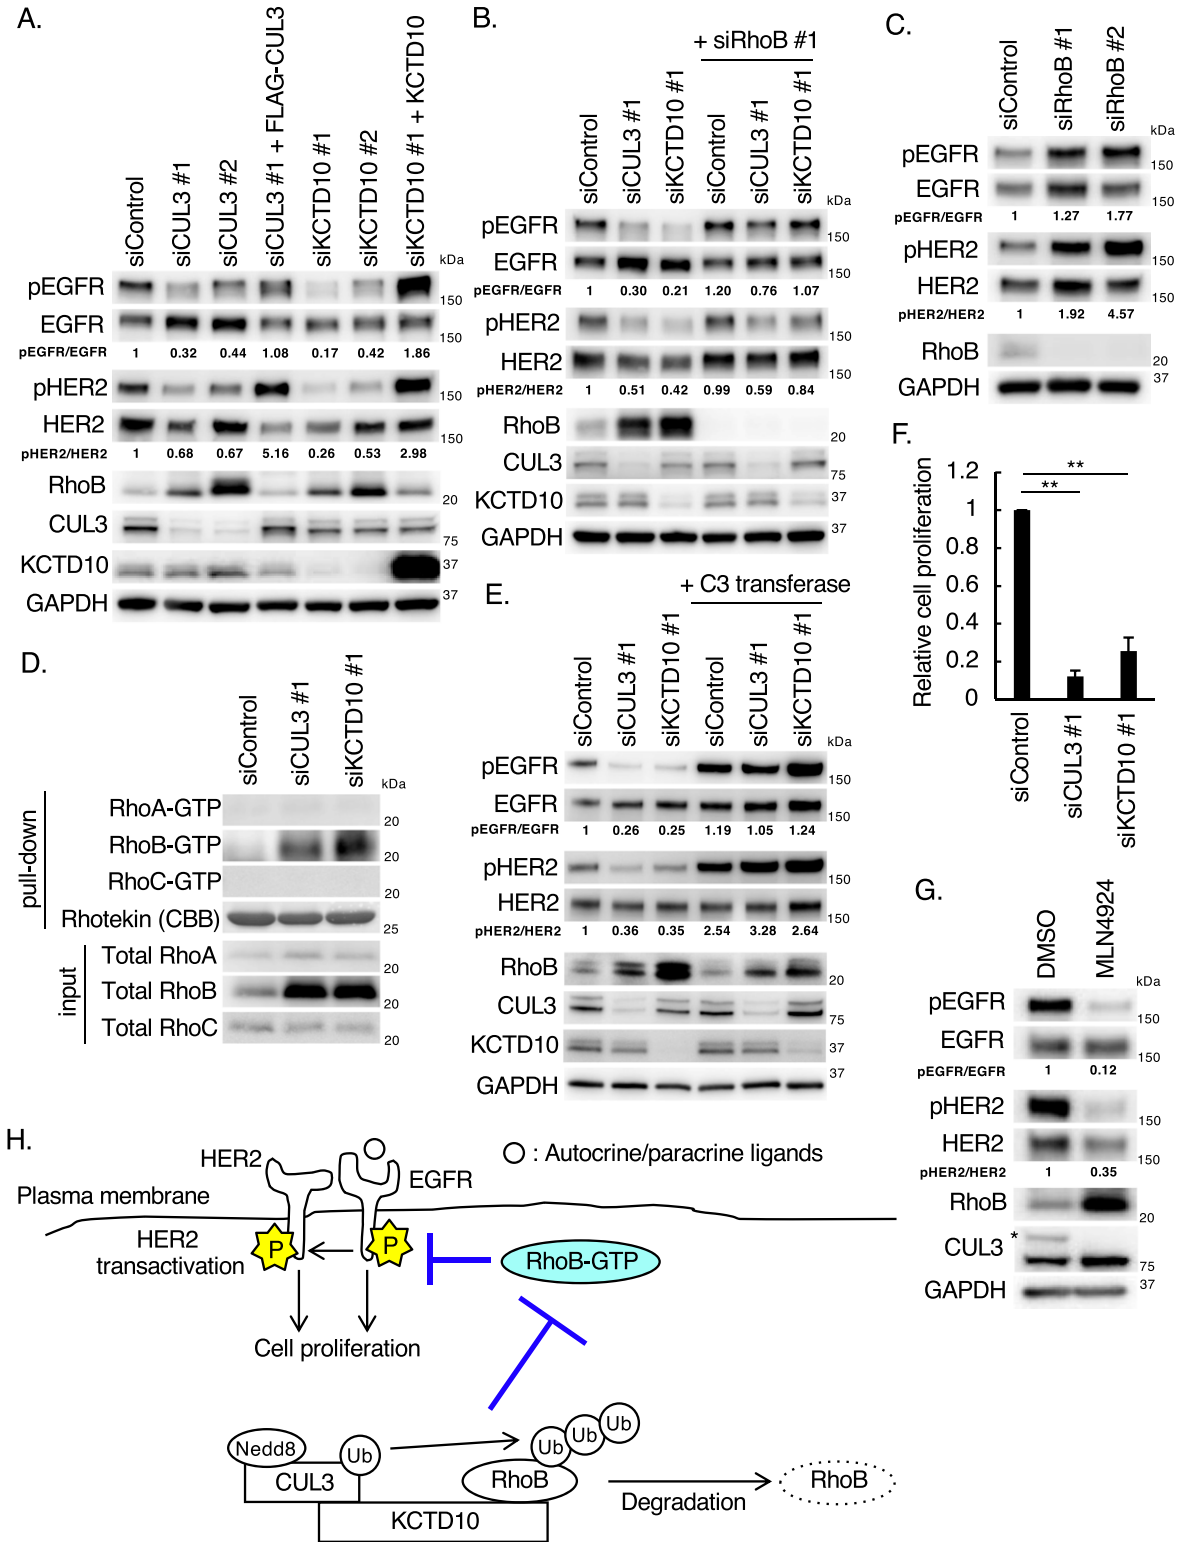 A.
siControl
siCUL3 #1
siCUL3 #2
siCUL3 #1 + FLAG-CUL3
siKCTD10 #1
siKCTD10 #2
siKCTD10 #1 + KCTD10
kDa
pEGFR
150
EGFR
150
pEGFR/EGFR 1 0.32 0.44 1.08 0.17 0.42 1.86
pHER2
150
HER2
150
pHER2/HER2 1 0.68 0.67 5.16 0.26 0.53 2.98
RhoB
20
CUL3
75
KCTD10 37
GAPDH 37
B.
+ siRhoB #1
siControl
siCUL3 #1
siKCTD10 #1
siControl
siCUL3 #1
siKCTD10 #1
kDa
pEGFR
150
EGFR
150
pEGFR/EGFR 1 0.30 0.21 1.20 0.76 1.07
pHER2
150
HER2
150
pHER2/HER2 1 0.51 0.42 0.99 0.59 0.84
RhoB
20
CUL3
75
KCTD10 37
GAPDH 37
C.
siControl
siRhoB #1
siRhoB #2
kDa
pEGFR
150
EGFR
150
pEGFR/EGFR 1 1.27 1.77
pHER2
150
HER2
150
pHER2/HER2 1 1.92 4.57
RhoB
20
GAPDH 37
D.
siControl
siCUL3 #1
siKCTD10 #1
kDa
pull-down
RhoA-GTP
20
RhoB-GTP
20
RhoC-GTP
20
Rhotekin (CBB)
25
input
Total RhoA
20
Total RhoB
20
Total RhoC
20
E.
+ C3 transferase
siControl
siCUL3 #1
siKCTD10 #1
siControl
siCUL3 #1
siKCTD10 #1
kDa
pEGFR
150
EGFR
150
pEGFR/EGFR 1 0.26 0.25 1.19 1.05 1.24
pHER2
150
HER2
150
pHER2/HER2 1 0.36 0.35 2.54 3.28 2.64
RhoB
20
CUL3
75
KCTD10 37
GAPDH 37
F.
Relative cell proliferation
1.2
1
0.8
0.6
0.4
0.2
0
**
**
siControl
siCUL3 #1
siKCTD10 #1
G.
DMSO
MLN4924
kDa
pEGFR
150
EGFR
150
pEGFR/EGFR 1 0.12
pHER2
150
HER2
150
pHER2/HER2 1 0.35
RhoB
20
CUL3 *
75
GAPDH 37
H.
HER2
EGFR
: Autocrine/paracrine ligands
Plasma membrane
HER2
transactivation
P
P
RhoB-GTP
Cell proliferation
Nedd8
Ub
Ub
Ub
Ub
CUL3
RhoB
KCTD10
Degradation
RhoB